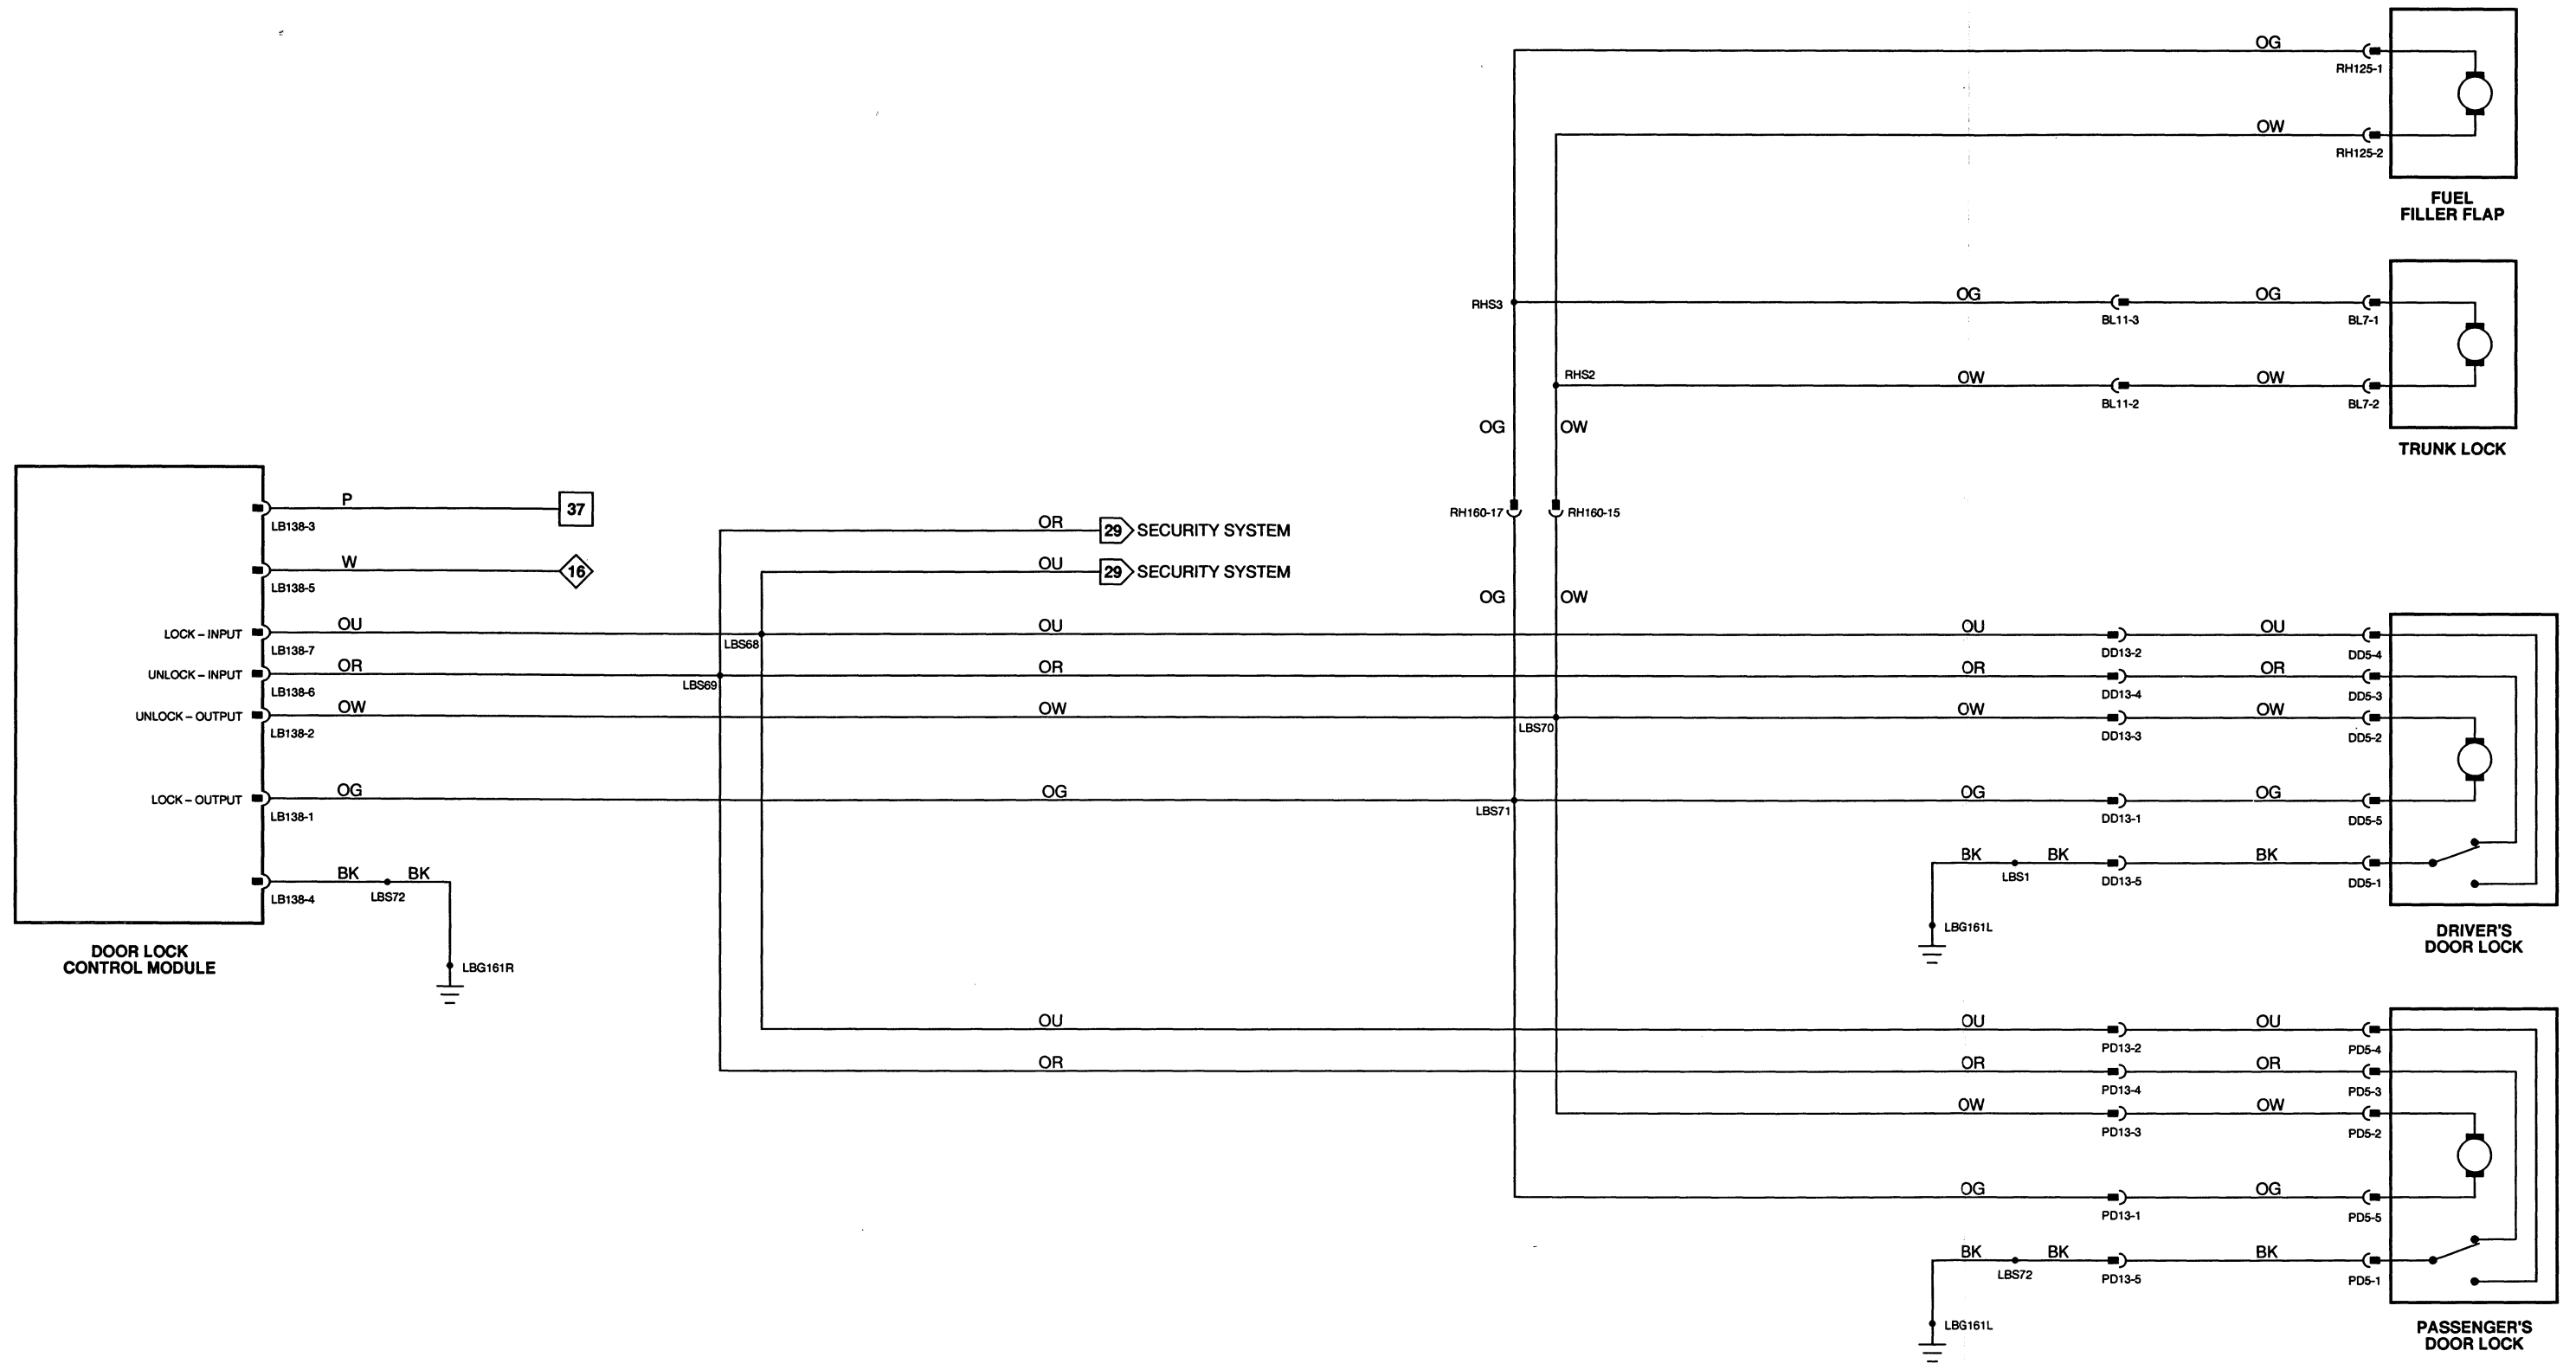 OG
RH125-1
OW
RH125-2
FUEL
FILLER FLAP
RHS3
OG
BL11-3
OG
BL7-1
RHS2
OW
BL11-2
OW
BL7-2
TRUNK LOCK
OG
OW
RH160-17
RH160-15
OG
OW
P
37
LB138-3
W
16
LB138-5
OR
29
SECURITY SYSTEM
OU
29
SECURITY SYSTEM
LOCK – INPUT
OU
LB138-7
LBS68
OU
OU
DD13-2
OU
DD5-4
UNLOCK – INPUT
OR
LB138-6
LBS69
OR
OR
DD13-4
OR
DD5-3
UNLOCK – OUTPUT
OW
LB138-2
OW
LBS70
OW
DD13-3
OW
DD5-2
LOCK – OUTPUT
OG
LB138-1
OG
LBS71
OG
DD13-1
OG
DD5-5
BK
LBS72
BK
LB138-4
LBG161R
DOOR LOCK
CONTROL MODULE
BK
LBS1
BK
DD13-5
BK
DD5-1
LBG161L
DRIVER'S
DOOR LOCK
OU
OU
PD13-2
OU
PD5-4
OR
OR
PD13-4
OR
PD5-3
OW
PD13-3
OW
PD5-2
OG
PD13-1
OG
PD5-5
BK
LBS72
BK
PD13-5
BK
PD5-1
LBG161L
PASSENGER'S
DOOR LOCK